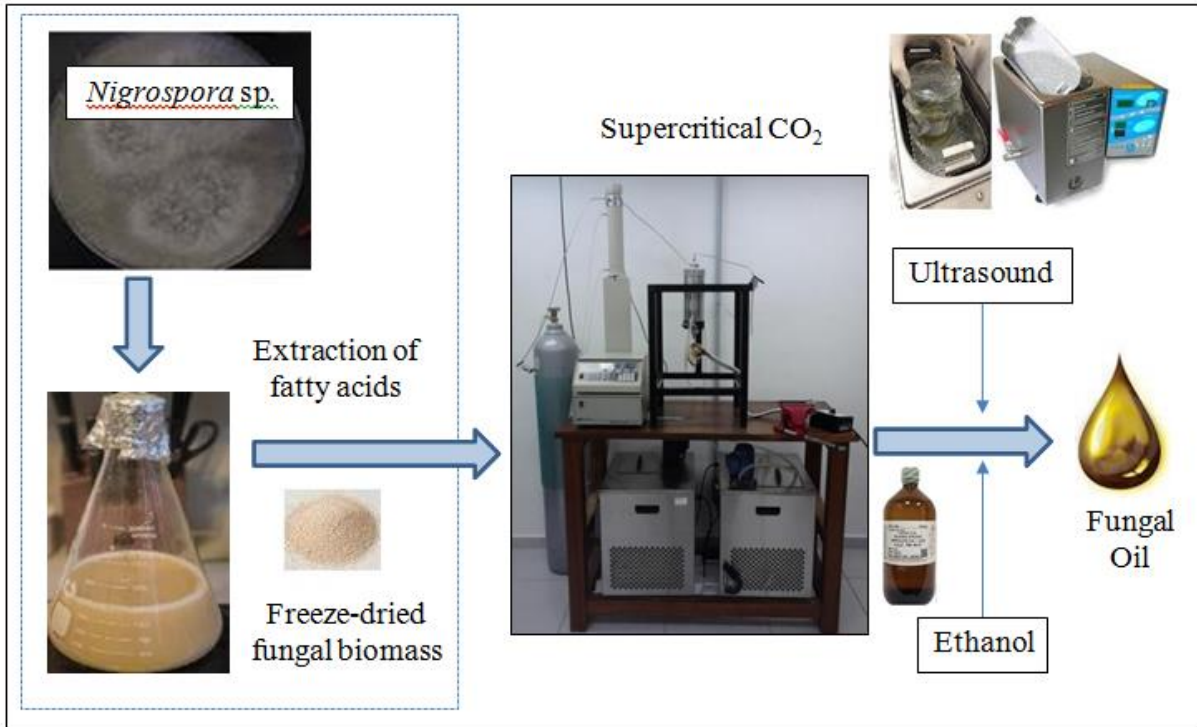 Nigrospora sp.
Extraction of
fatty acids
Freeze-dried
fungal biomass
Supercritical CO₂
Ultrasound
Ethanol
Fungal
Oil